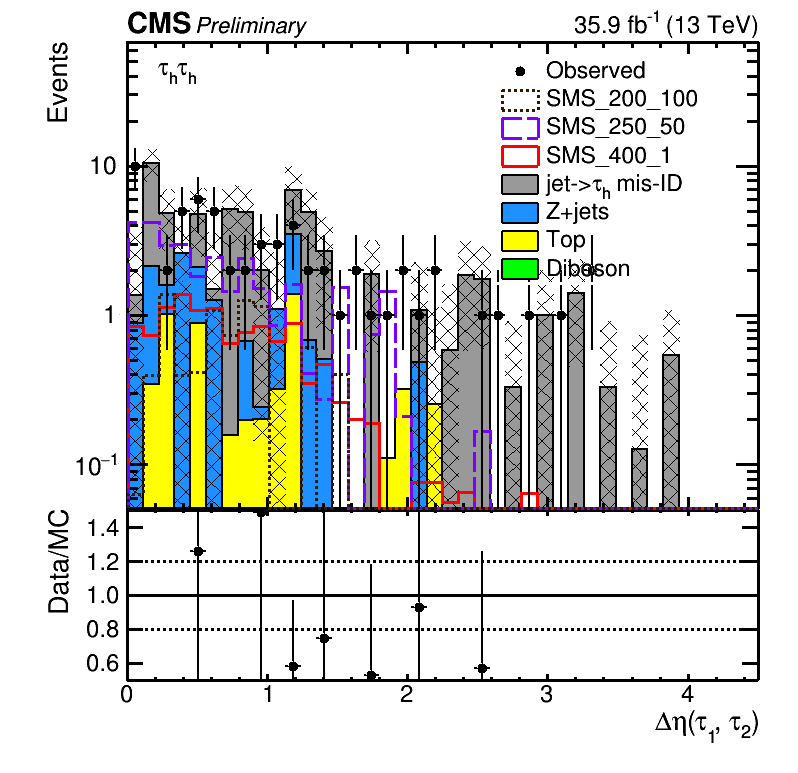 CMS Preliminary 35.9 fb⁻¹ (13 TeV)
Events
τhτh
Observed
SMS_200_100
SMS_250_50
SMS_400_1
jet->τh mis-ID
Z+jets
Top
Diboson
10
1
10⁻¹
Data/MC
1.4
1.2
1.0
0.8
0.6
0 1 2 3 4
Δη(τ₁, τ₂)